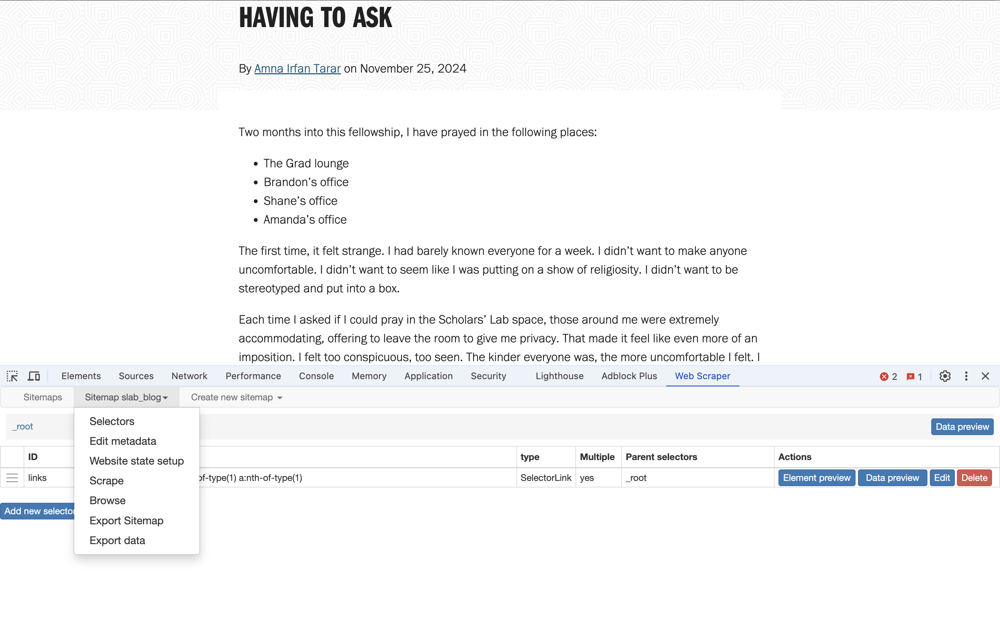 HAVING TO ASK
By Amna Irfan Tarar on November 25, 2024
Two months into this fellowship, I have prayed in the following places:
• The Grad lounge
• Brandon’s office
• Shane’s office
• Amanda’s office
The first time, it felt strange. I had barely known everyone for a week. I didn’t want to make anyone
uncomfortable. I didn’t want to seem like I was putting on a show of religiosity. I didn’t want to be
stereotyped and put into a box.
Each time I asked if I could pray in the Scholars’ Lab space, those around me were extremely
accommodating, offering to leave the room to give me privacy. That made it feel like even more of an
imposition. I felt too conspicuous, too seen. The kinder everyone was, the more uncomfortable I felt. I
Elements Sources Network Performance Console Memory Application Security Lighthouse Adblock Plus Web Scraper 2 1
Sitemaps Sitemap slab_blog Create new sitemap
_root Data preview
Selectors
Edit metadata
Website state setup
Scrape
Browse
Export Sitemap
Export data
ID type Multiple Parent selectors Actions
links of-type(1) a:nth-of-type(1) SelectorLink yes _root Element preview Data preview Edit Delete
Add new selector